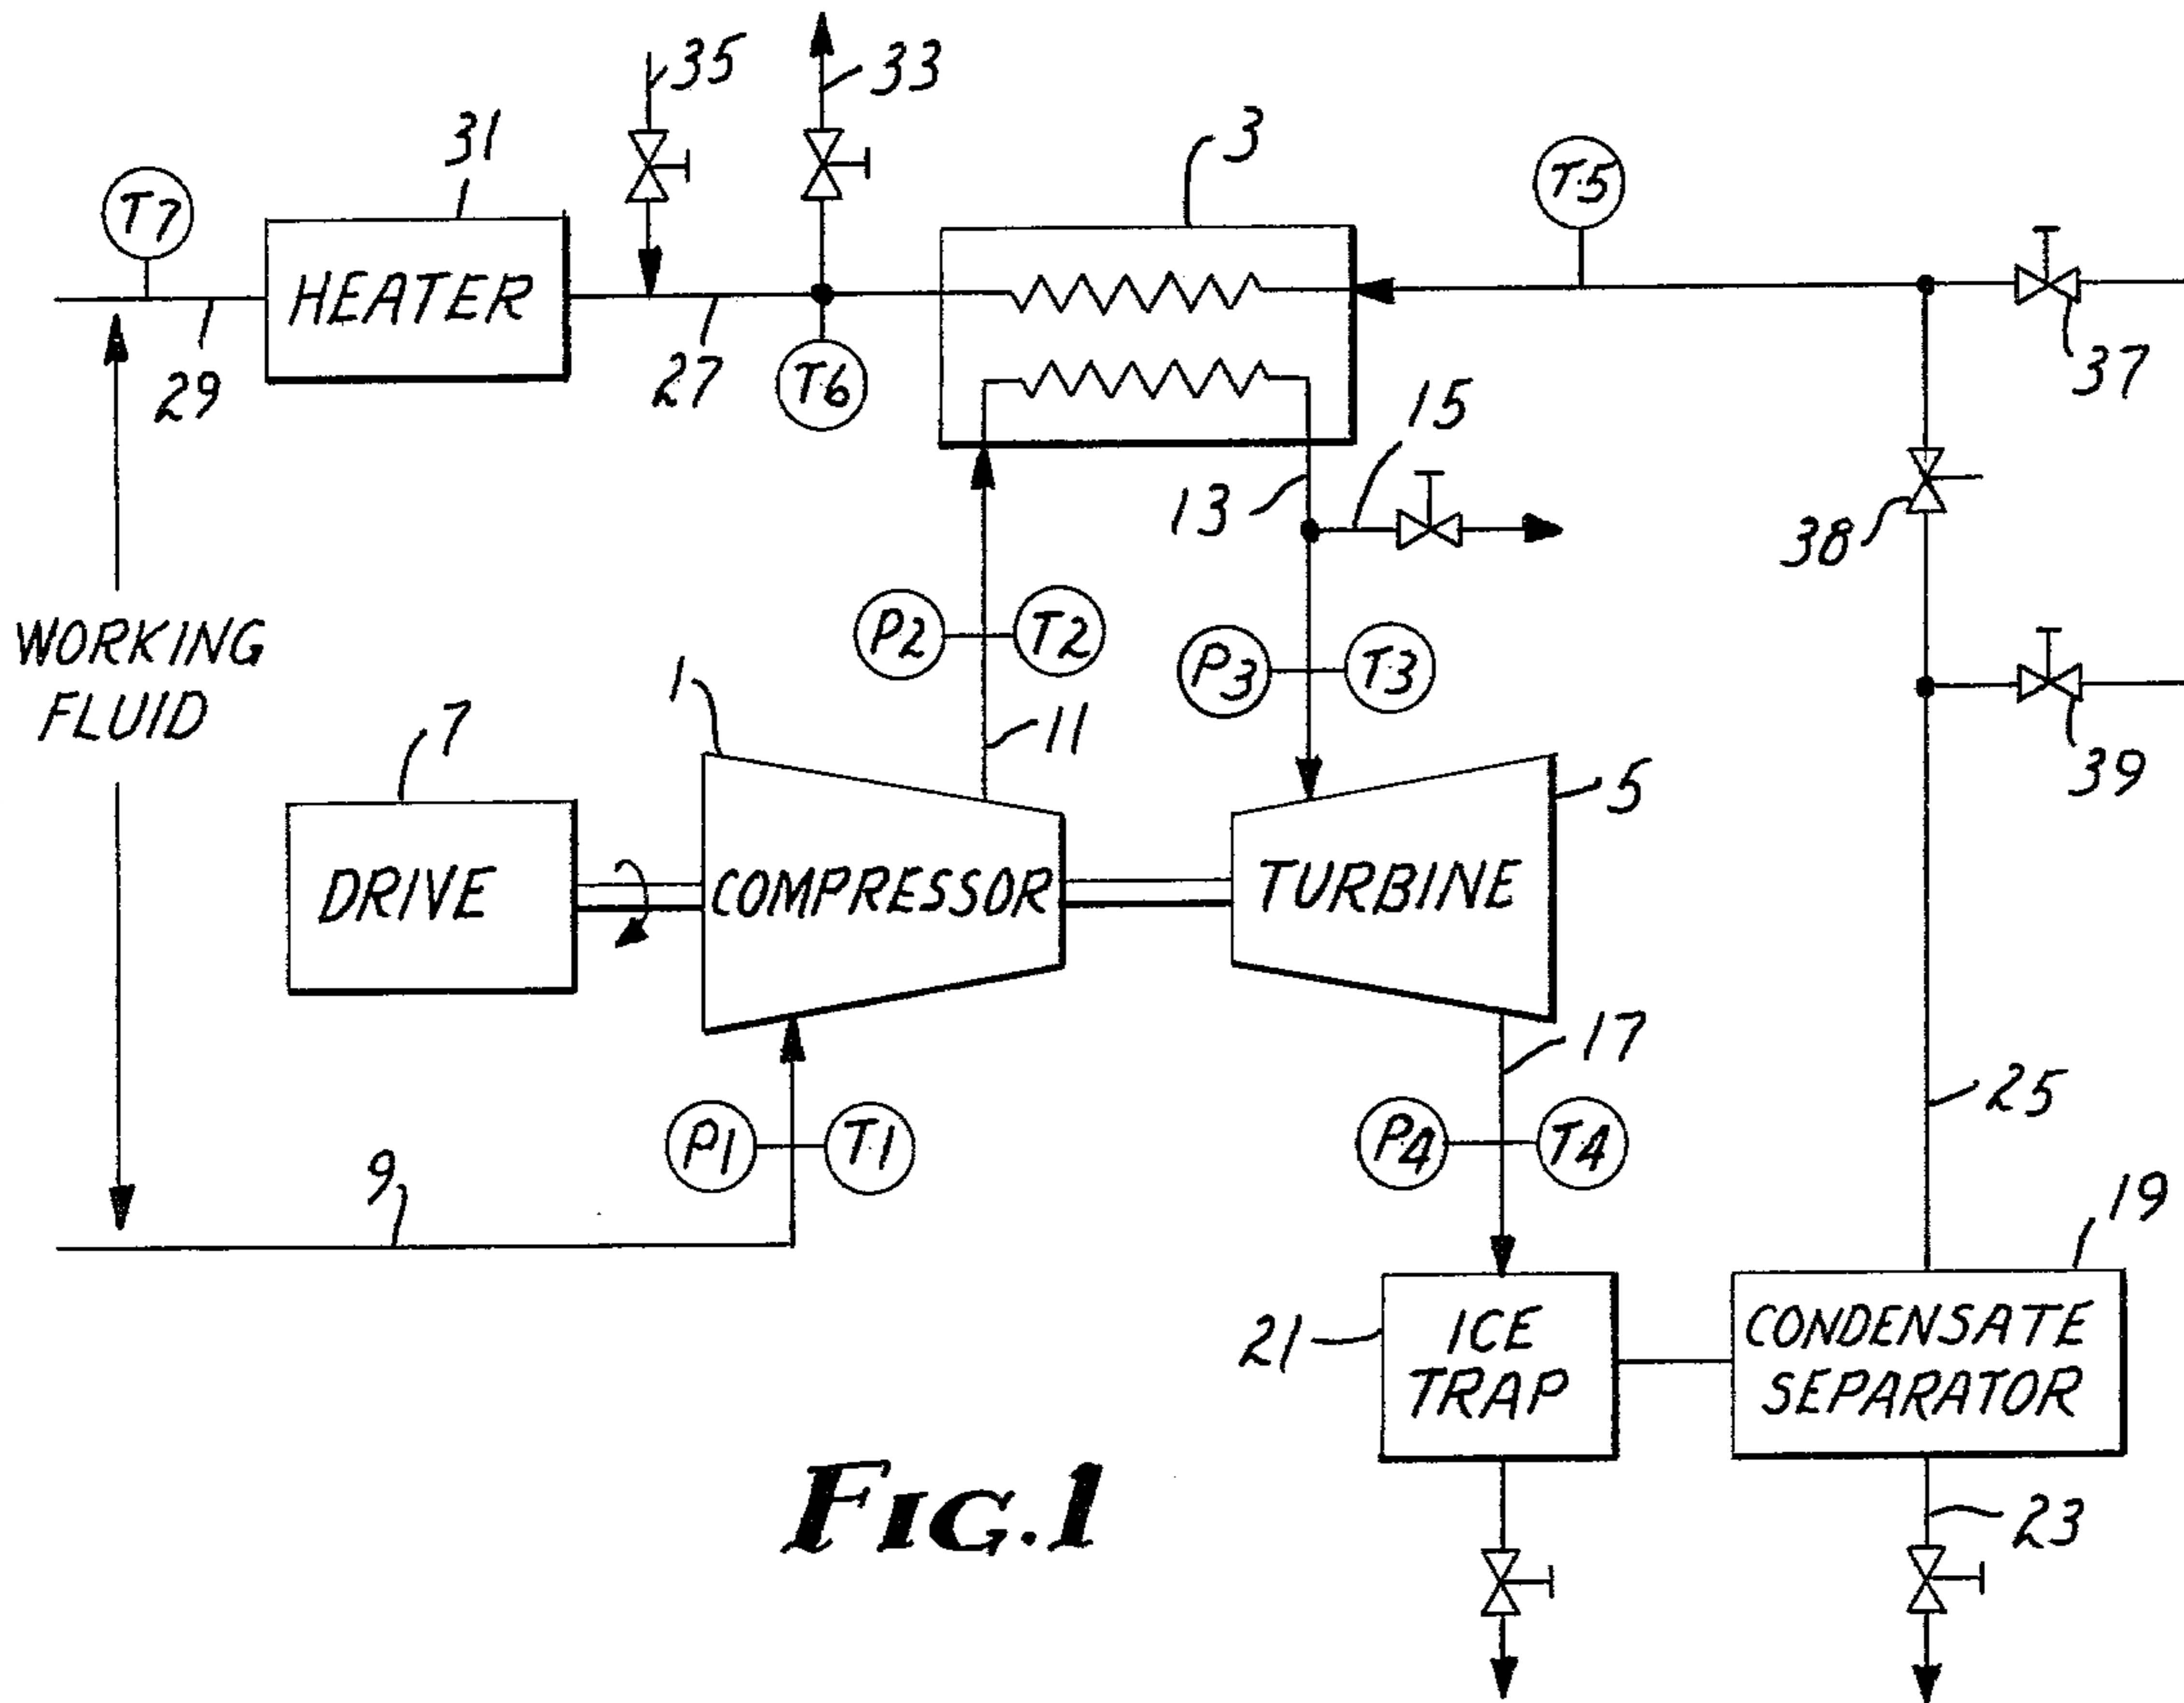 35
33
3
31
T7
T5
HEATER
29
27
T6
37
15
13
38
WORKING
FLUID
P2
T2
P3
T3
1
11
7
39
5
DRIVE
COMPRESSOR
TURBINE
17
25
P1
T1
P4
T4
9
19
21
ICE
TRAP
CONDENSATE
SEPARATOR
23
FIG.1